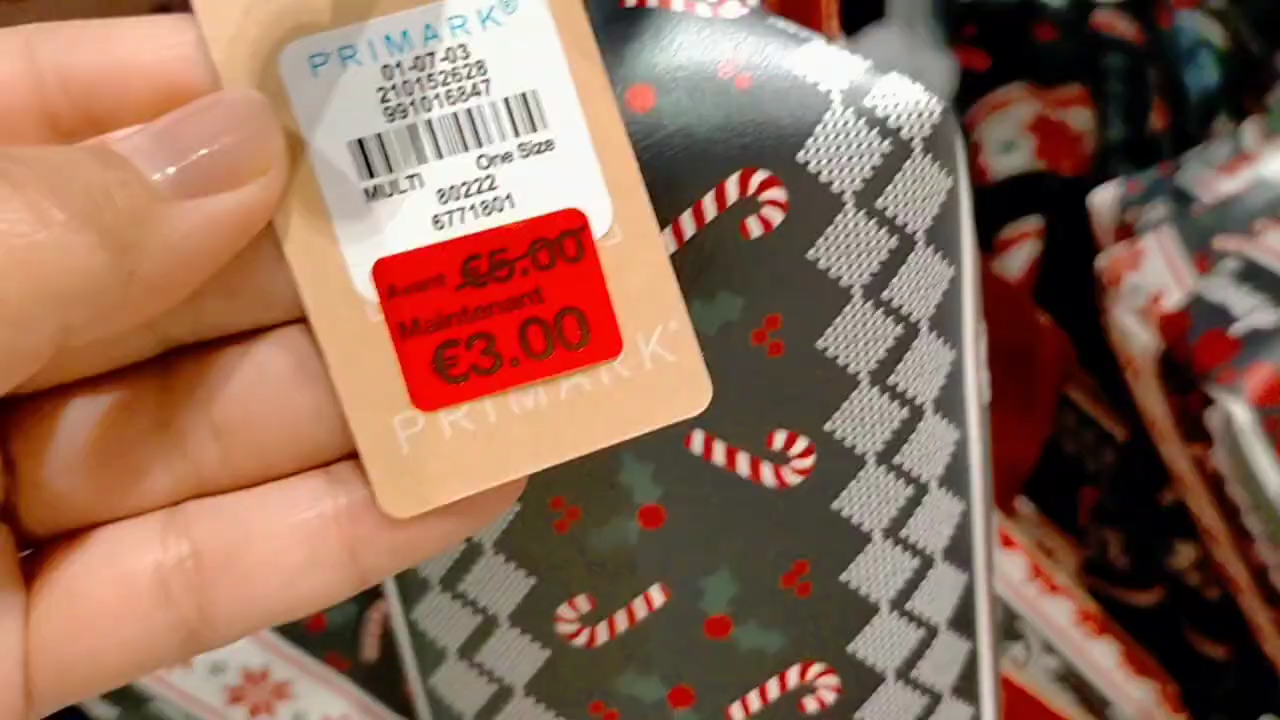 PRIMARK®
01-07-03
210152628
991016847
MULTI One Size
80222
6771801
Avant €5.00
Maintenant
€3.00
PRIMARK®